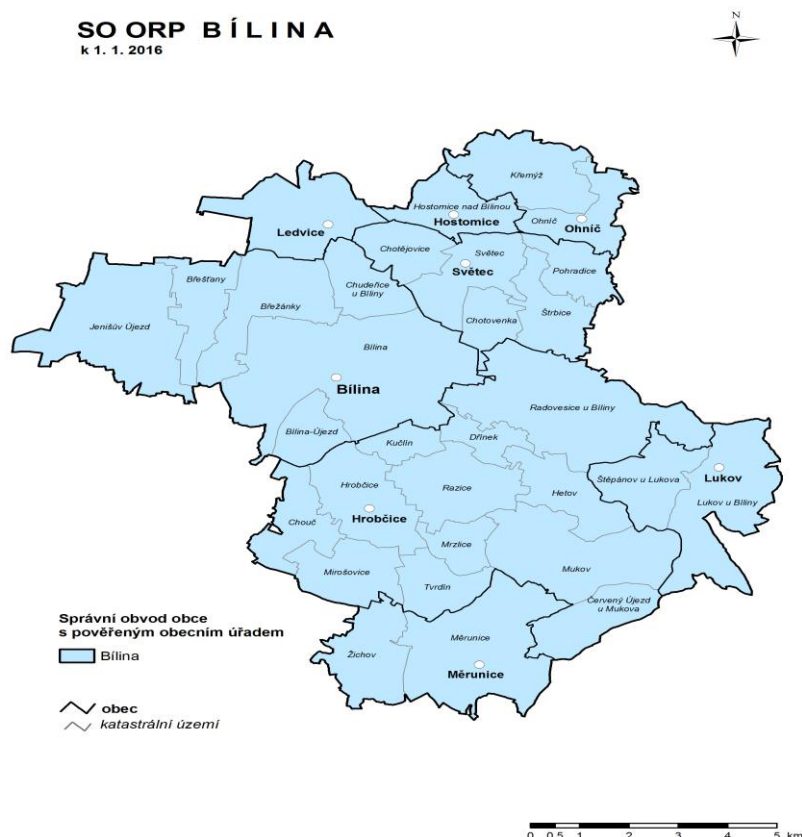 SO ORP BÍLINA
k 1. 1. 2016
N
Křemýž
Hostomice nad Bílinou
Hostomice
Ohníč
Ohníč
Ledvice
Chotějovice
Světec
Světec
Pohradice
Břešťany
Chudeřice
u Bíliny
Břežánky
Štrbice
Chotovenka
Jenišův Újezd
Bílina
Bílina
Radovesice u Bíliny
Bílina-Újezd
Kučlín
Dřínek
Lukov
Štěpánov u Lukova
Hrobčice
Razice
Hetov
Lukov u Bíliny
Hrobčice
Chouč
Mrzlice
Mirošovice
Mukov
Tvrdín
Červený Újezd
u Mukova
Správní obvod obce
s pověřeným obecním úřadem
Bílina
Měrunice
Žichov
Měrunice
obec
katastrální území
0 0,5 1 2 3 4 5 km